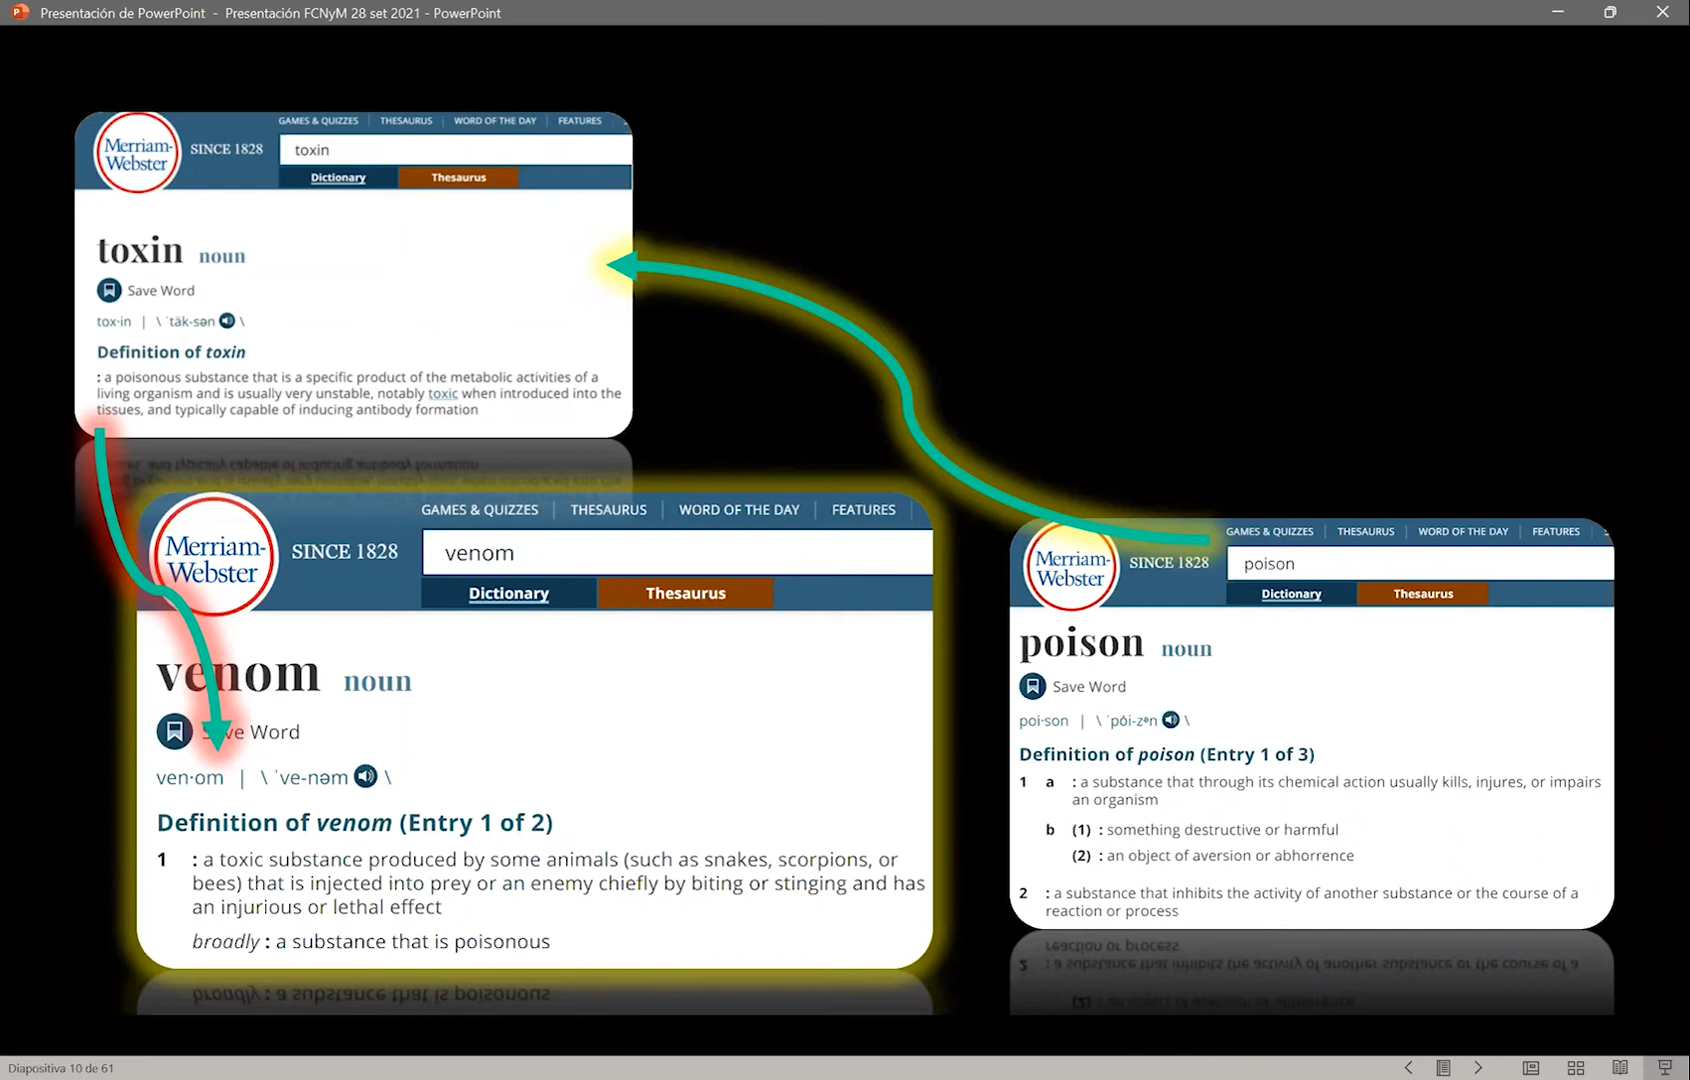 Presentación de PowerPoint - Presentación FCNyM 28 set 2021 - PowerPoint
GAMES & QUIZZES | THESAURUS | WORD OF THE DAY | FEATURES
Merriam-
Webster
SINCE 1828
toxin
Dictionary
Thesaurus
toxin noun
Save Word
tox·in | \ ˈtäk-sən \
Definition of toxin
: a poisonous substance that is a specific product of the metabolic activities of a
living organism and is usually very unstable, notably toxic when introduced into the
tissues, and typically capable of inducing antibody formation
GAMES & QUIZZES | THESAURUS | WORD OF THE DAY | FEATURES
Merriam-
Webster
SINCE 1828
venom
Dictionary
Thesaurus
venom noun
Save Word
ven·om | \ ˈve-nəm \
Definition of venom (Entry 1 of 2)
1 : a toxic substance produced by some animals (such as snakes, scorpions, or
bees) that is injected into prey or an enemy chiefly by biting or stinging and has
an injurious or lethal effect
broadly : a substance that is poisonous
GAMES & QUIZZES | THESAURUS | WORD OF THE DAY | FEATURES
Merriam-
Webster
SINCE 1828
poison
Dictionary
Thesaurus
poison noun
Save Word
poi·son | \ ˈpȯi-zᵊn \
Definition of poison (Entry 1 of 3)
1 a : a substance that through its chemical action usually kills, injures, or impairs
an organism
b (1) : something destructive or harmful
(2) : an object of aversion or abhorrence
2 : a substance that inhibits the activity of another substance or the course of a
reaction or process
Diapositiva 10 de 61